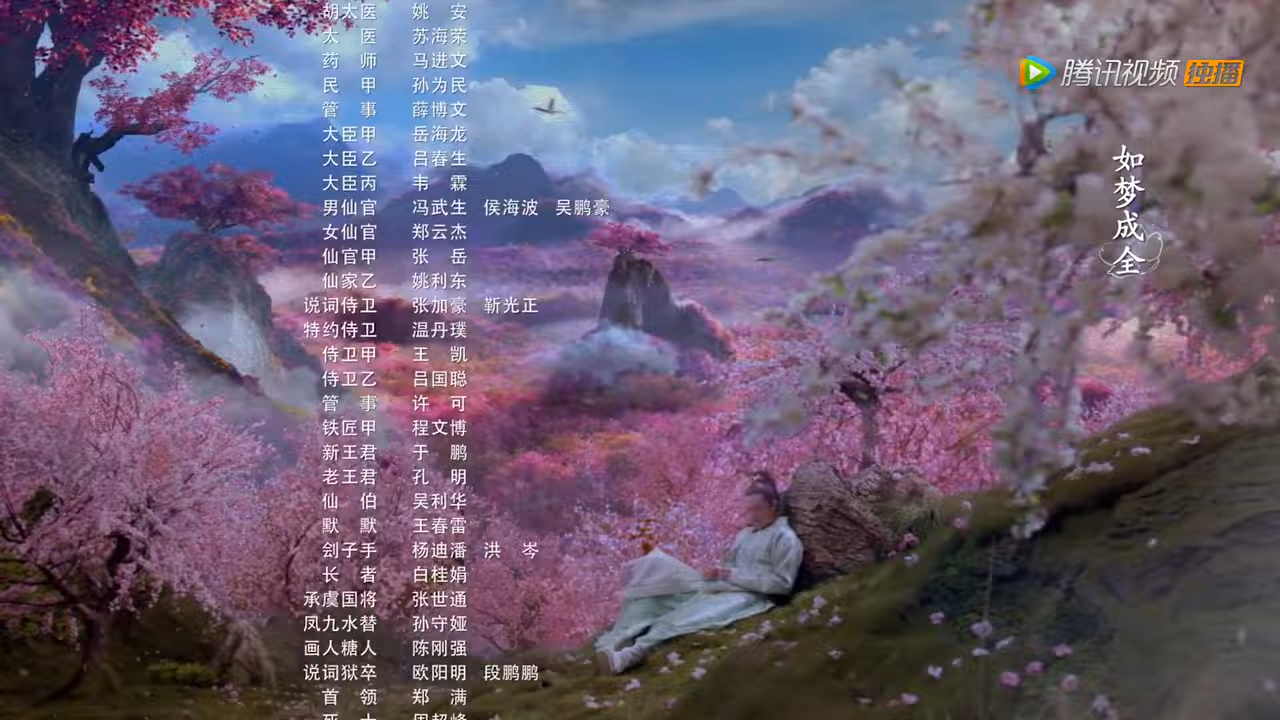 胡太医 姚 安
太 医 苏海荣
药 师 马进文
民 甲 孙为民
管 事 薛博文
大臣甲 岳海龙
大臣乙 吕春生
大臣丙 韦 霖
男仙官 冯武生 侯海波 吴鹏豪
女仙官 郑云杰
仙官甲 张 岳
仙家乙 姚利东
说词侍卫 张加豪 靳光正
特约侍卫 温丹璞
侍卫甲 王 凯
侍卫乙 吕国聪
管 事 许 可
铁匠甲 程文博
新王君 于 鹏
老王君 孔 明
仙 伯 吴利华
默 默 王春雷
刽子手 杨迪潘 洪 岑
长 者 白桂娟
承虞国将 张世通
凤九水替 孙守娅
画人糖人 陈刚强
说词狱卒 欧阳明 段鹏鹏
首 领 郑 满
腾讯视频 独播
如梦成全